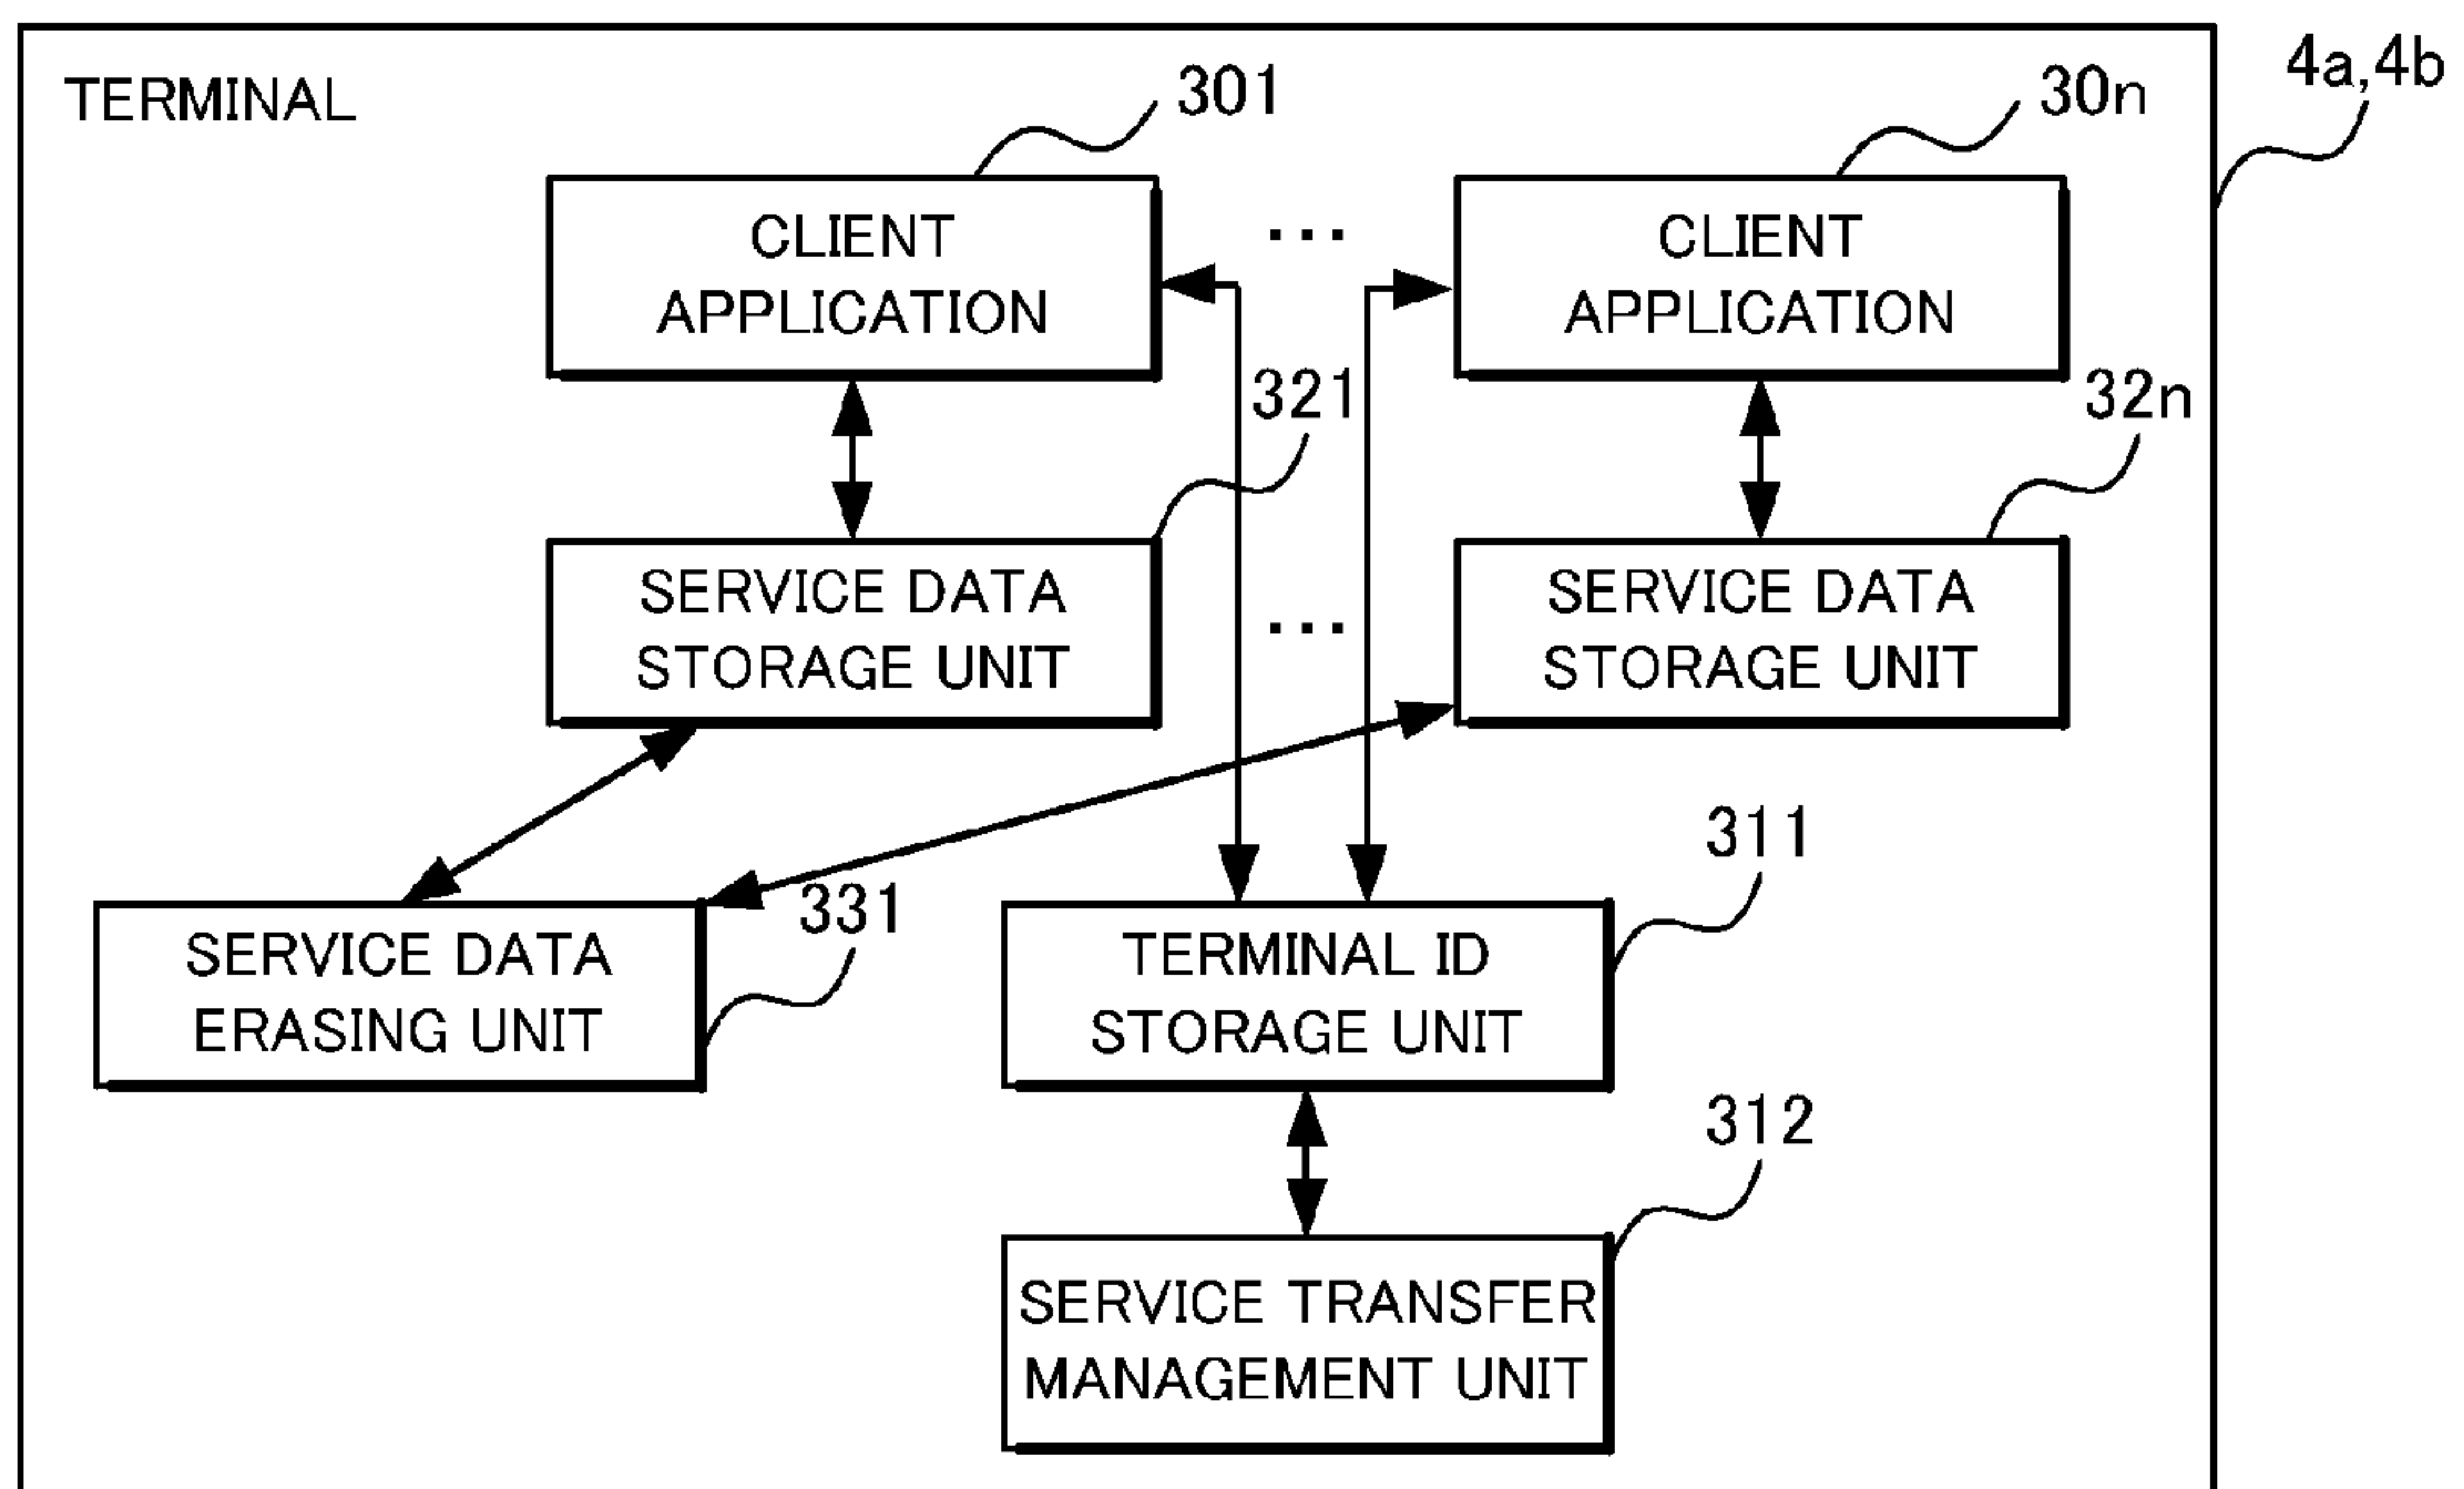 TERMINAL
301
30n
4a,4b
CLIENT
APPLICATION
...
CLIENT
APPLICATION
321
32n
SERVICE DATA
STORAGE UNIT
...
SERVICE DATA
STORAGE UNIT
331
311
SERVICE DATA
ERASING UNIT
TERMINAL ID
STORAGE UNIT
312
SERVICE TRANSFER
MANAGEMENT UNIT